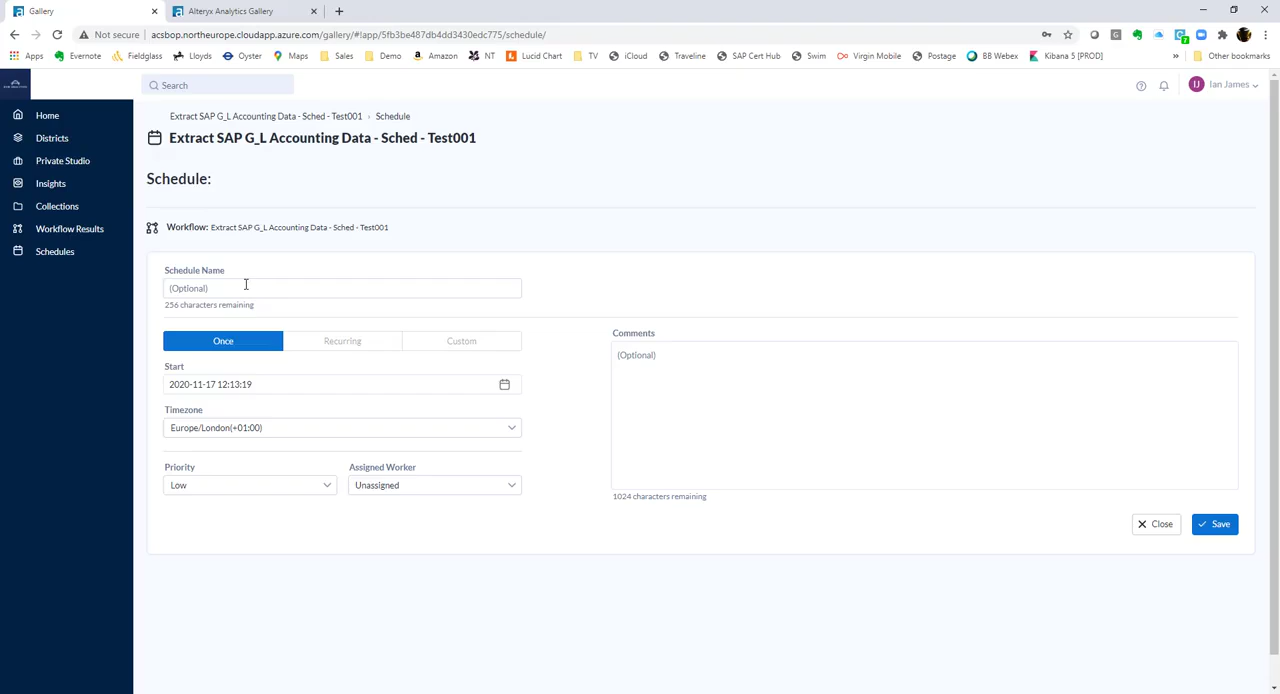 Gallery
Alteryx Analytics Gallery
Not secure | acsbop.northeurope.cloudapp.azure.com/gallery/#!app/5fb3be487db4dd3430ec6775/schedule/
Apps Evernote Fieldglass Lloyds Oyster Maps Sales Demo Amazon NT Lucid Chart TV iCloud Traveline SAP Cert Hub Swim Virgin Mobile Postage BB Webex Kibana 5 [PROD] » Other bookmarks
Search
IJ Ian James
Home
Districts
Private Studio
Insights
Collections
Workflow Results
Schedules
Extract SAP G_L Accounting Data - Sched - Test001 › Schedule
Extract SAP G_L Accounting Data - Sched - Test001
Schedule:
Workflow: Extract SAP G_L Accounting Data - Sched - Test001
Schedule Name
(Optional)
256 characters remaining
Once Recurring Custom
Start
2020-11-17 12:13:19
Timezone
Europe/London(+01:00)
Priority
Low
Assigned Worker
Unassigned
Comments
(Optional)
1024 characters remaining
Close
Save